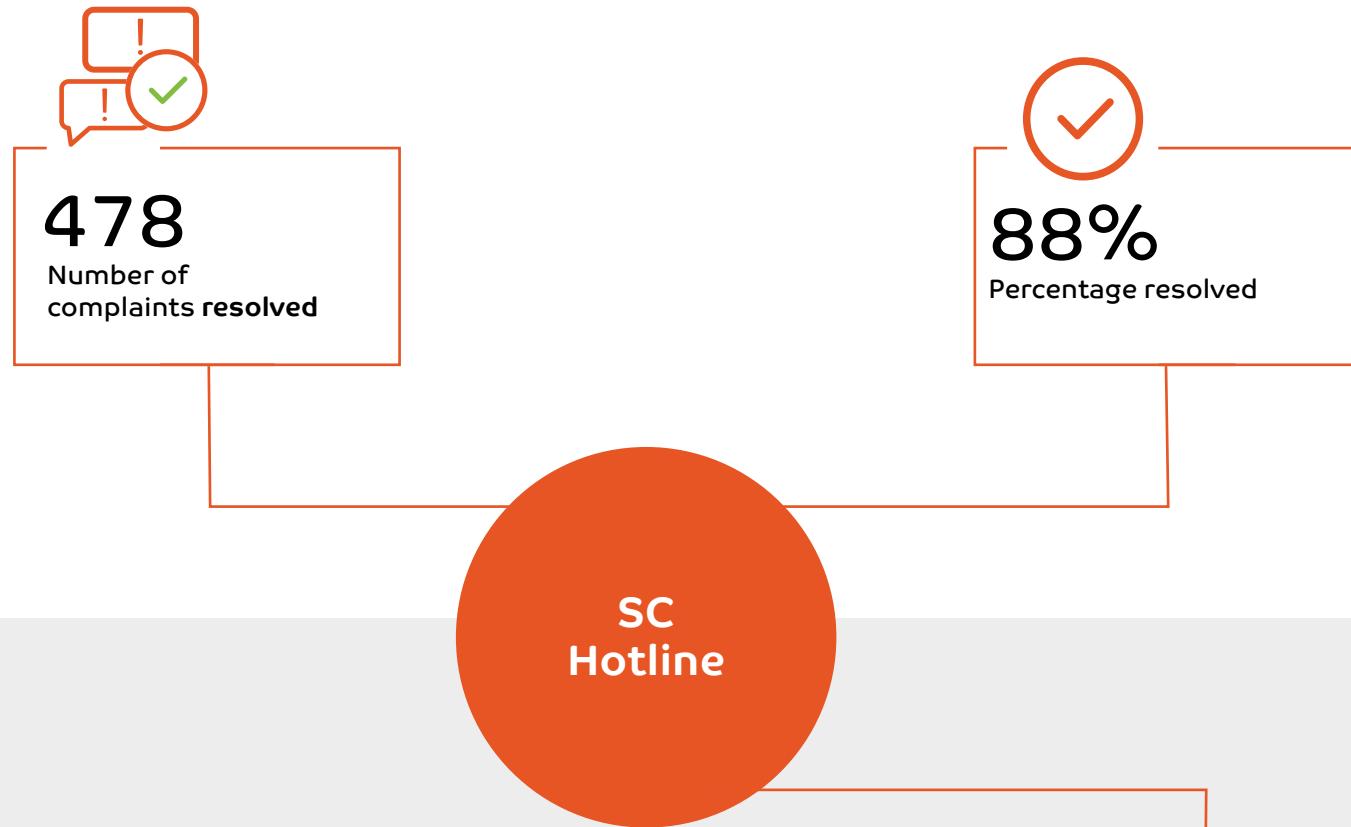 478
Number of
complaints resolved
88%
Percentage resolved
SC
Hotline